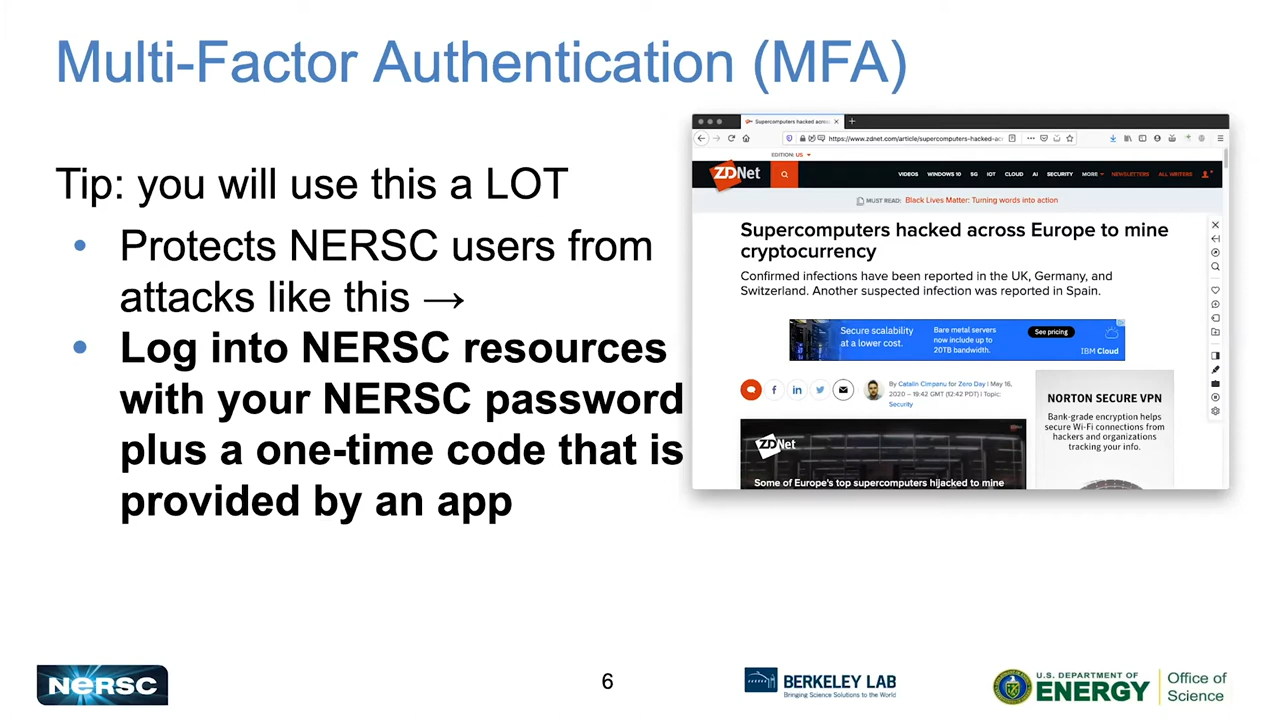 Multi-Factor Authentication (MFA)
Tip: you will use this a LOT
• Protects NERSC users from
attacks like this →
• Log into NERSC resources
with your NERSC password
plus a one-time code that is
provided by an app
Supercomputers hacked acros
https://www.zdnet.com/article/supercomputers-hacked-ac
EDITION: US
ZDNet
VIDEOS WINDOWS 10 5G IOT CLOUD AI SECURITY MORE NEWSLETTERS ALL WRITERS
MUST READ: Black Lives Matter: Turning words into action
Supercomputers hacked across Europe to mine
cryptocurrency
Confirmed infections have been reported in the UK, Germany, and
Switzerland. Another suspected infection was reported in Spain.
Secure scalability
at a lower cost.
Bare metal servers
now include up to
20TB bandwidth.
See pricing
IBM Cloud
By Catalin Cimpanu for Zero Day | May 16,
2020 – 19:42 GMT (12:42 PDT) | Topic:
Security
NORTON SECURE VPN
Bank-grade encryption helps
secure Wi-Fi connections from
hackers and organizations
tracking your info.
ZDNet
Some of Europe's top supercomputers hijacked to mine
NERSC
6
BERKELEY LAB
Bringing Science Solutions to the World
U.S. DEPARTMENT OF
ENERGY
Office of
Science